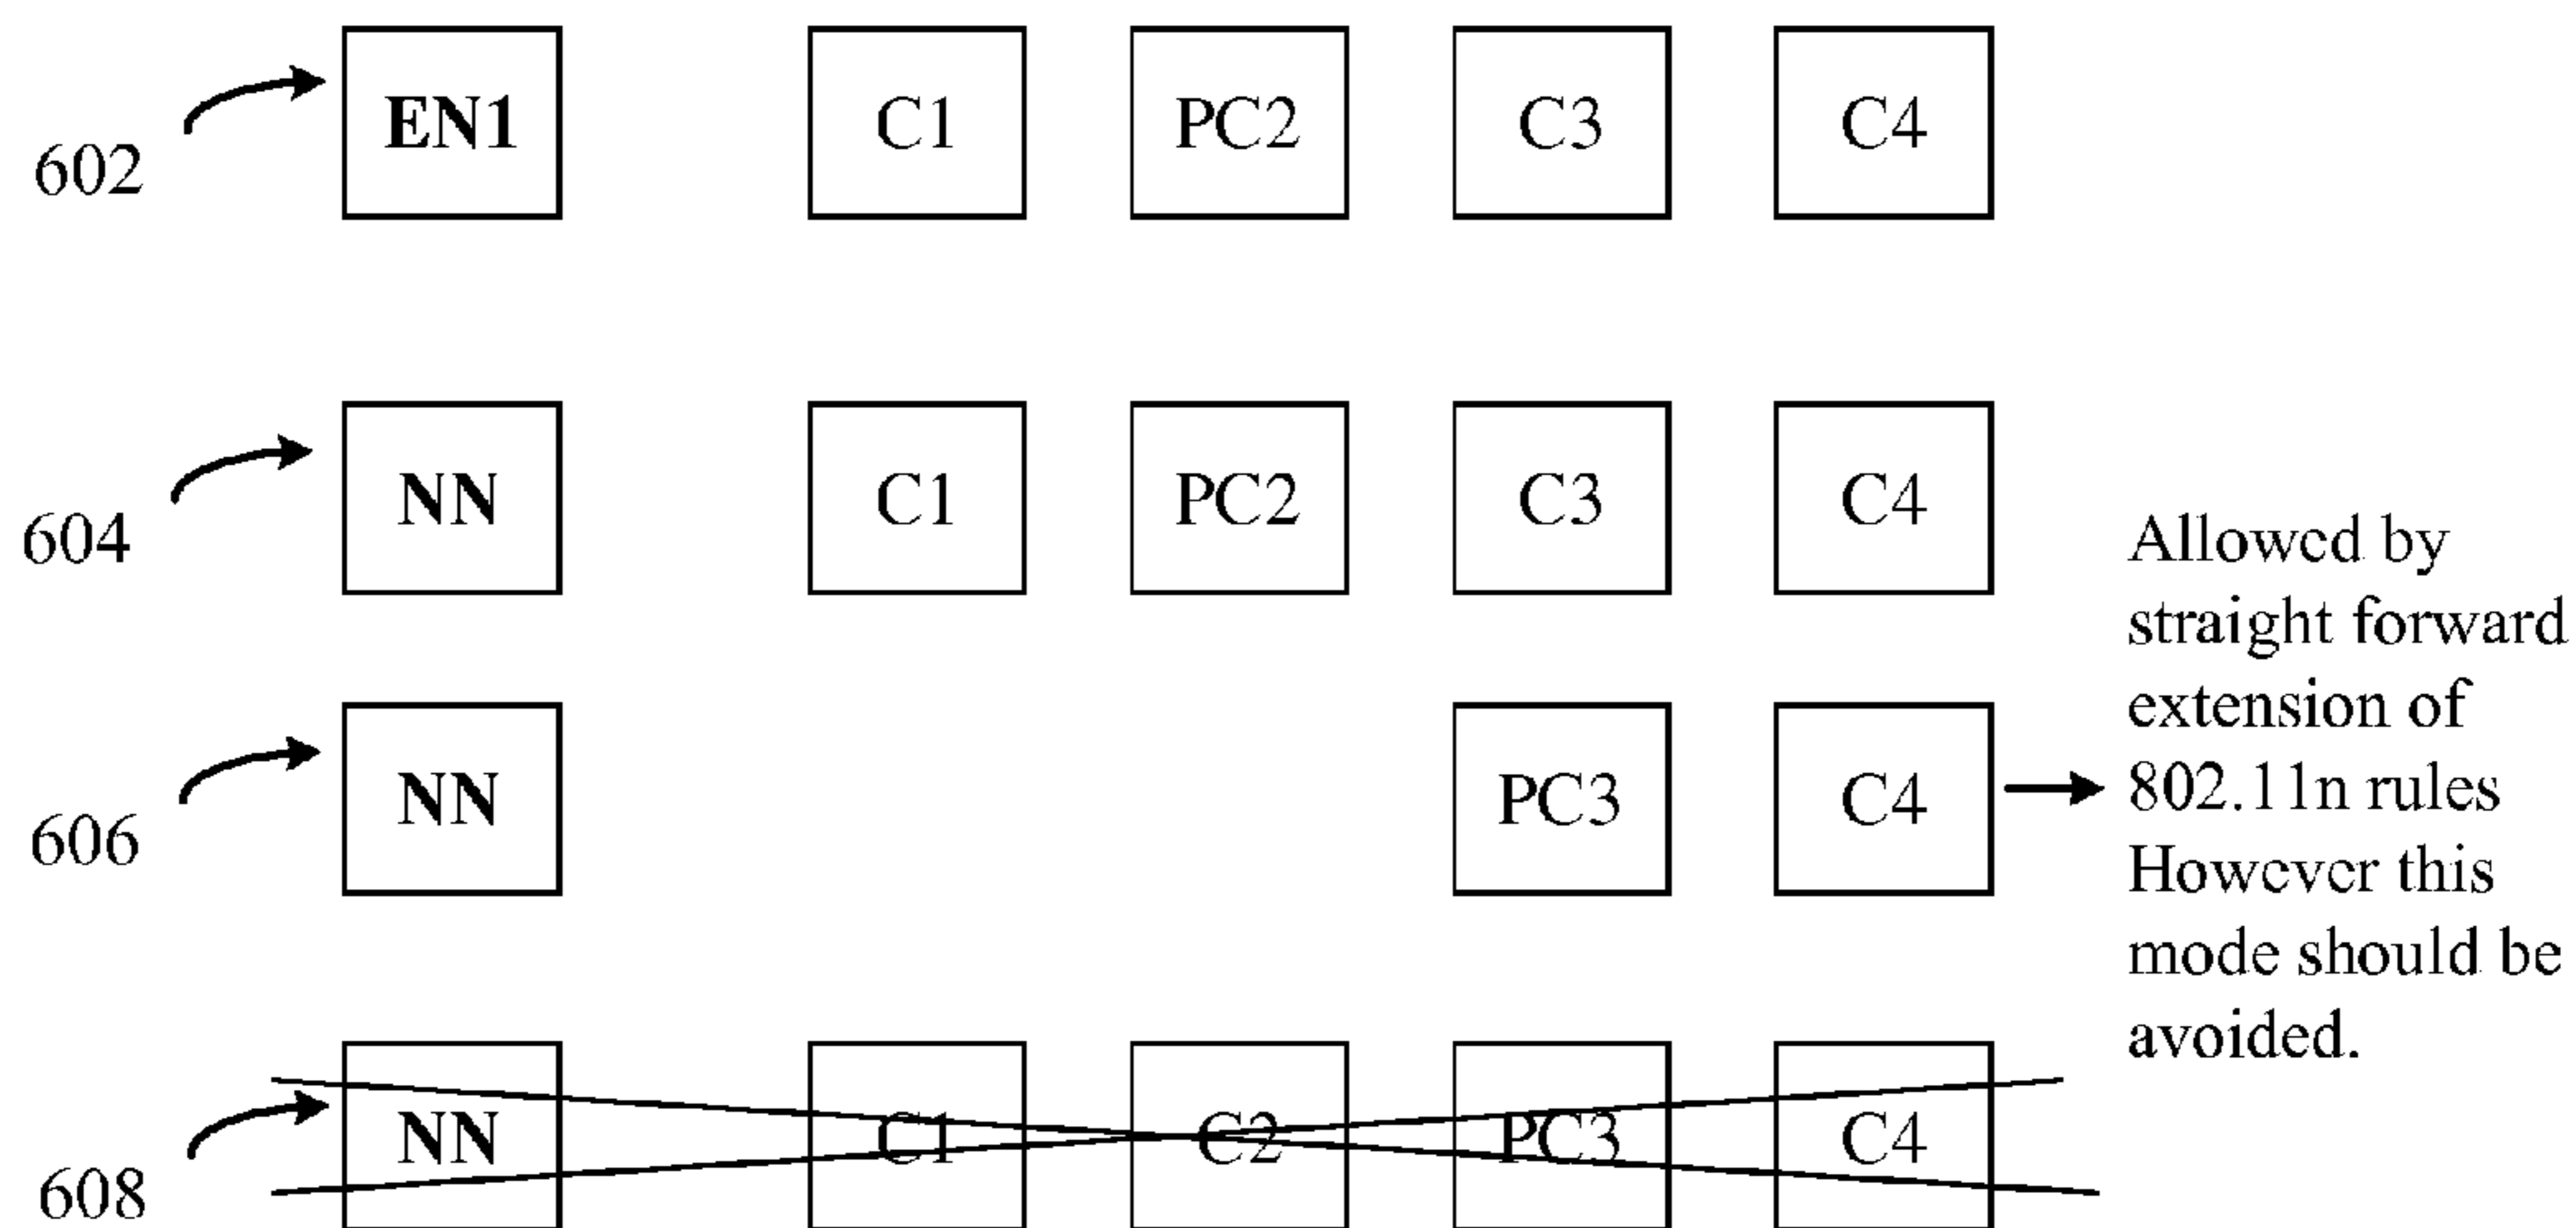 602 EN1 C1 PC2 C3 C4
604 NN C1 PC2 C3 C4
606 NN PC3 C4
Allowed by
straight forward
extension of
802.11n rules
However this
mode should be
avoided.
608 NN C1 C2 PC3 C4